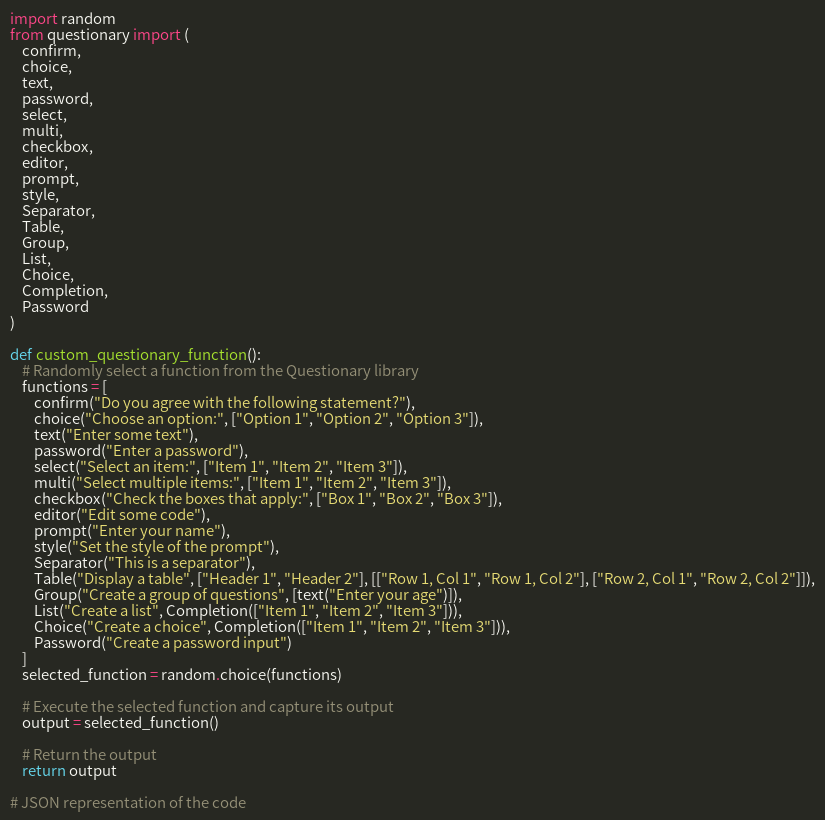 import random
from questionary import (
    confirm,
    choice,
    text,
    password,
    select,
    multi,
    checkbox,
    editor,
    prompt,
    style,
    Separator,
    Table,
    Group,
    List,
    Choice,
    Completion,
    Password
)

def custom_questionary_function():
    # Randomly select a function from the Questionary library
    functions = [
        confirm("Do you agree with the following statement?"),
        choice("Choose an option:", ["Option 1", "Option 2", "Option 3"]),
        text("Enter some text"),
        password("Enter a password"),
        select("Select an item:", ["Item 1", "Item 2", "Item 3"]),
        multi("Select multiple items:", ["Item 1", "Item 2", "Item 3"]),
        checkbox("Check the boxes that apply:", ["Box 1", "Box 2", "Box 3"]),
        editor("Edit some code"),
        prompt("Enter your name"),
        style("Set the style of the prompt"),
        Separator("This is a separator"),
        Table("Display a table", ["Header 1", "Header 2"], [["Row 1, Col 1", "Row 1, Col 2"], ["Row 2, Col 1", "Row 2, Col 2"]]),
        Group("Create a group of questions", [text("Enter your age")]),
        List("Create a list", Completion(["Item 1", "Item 2", "Item 3"])),
        Choice("Create a choice", Completion(["Item 1", "Item 2", "Item 3"])),
        Password("Create a password input")
    ]
    selected_function = random.choice(functions)

    # Execute the selected function and capture its output
    output = selected_function()

    # Return the output
    return output

# JSON representation of the code